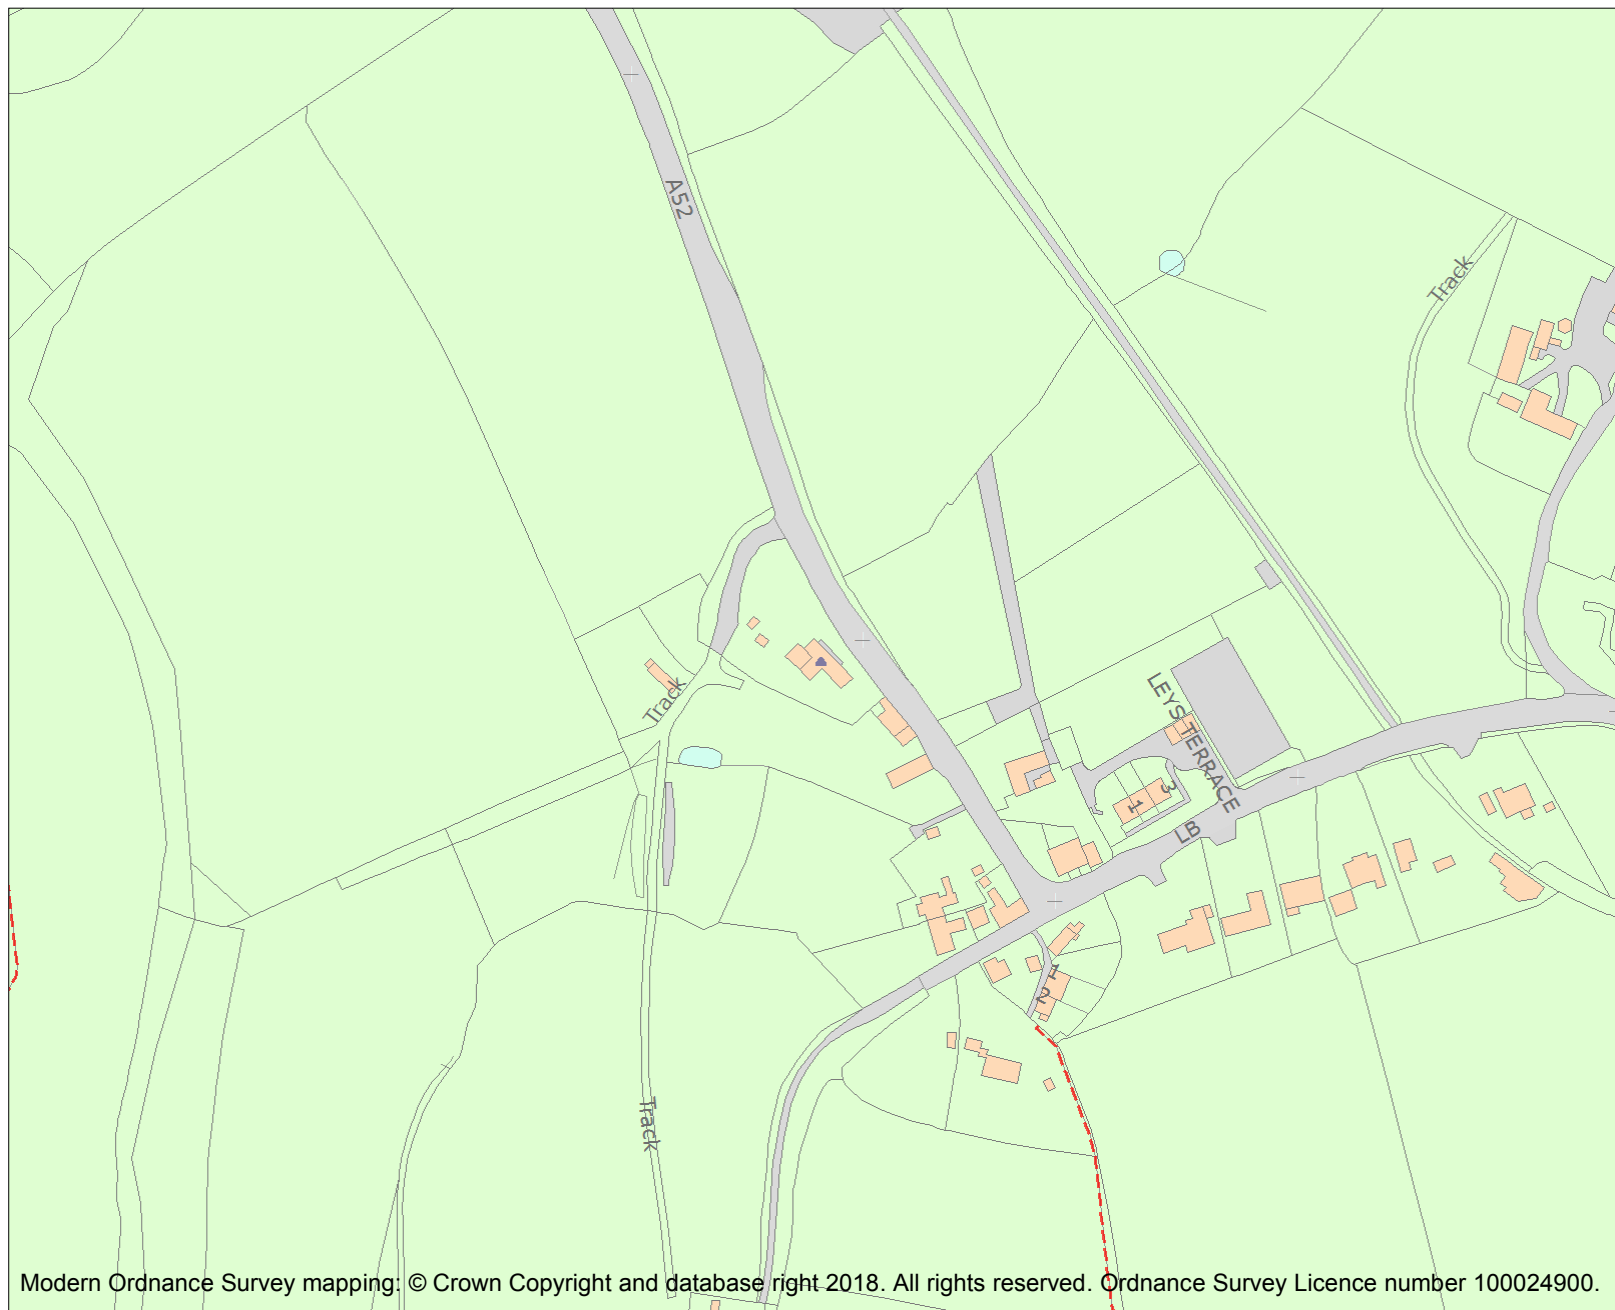 A52
Track
Track
LEYS TERRACE
3
1
LB
1
2
Track
Modern Ordnance Survey mapping: © Crown Copyright and database right 2018. All rights reserved. Ordnance Survey Licence number 100024900.